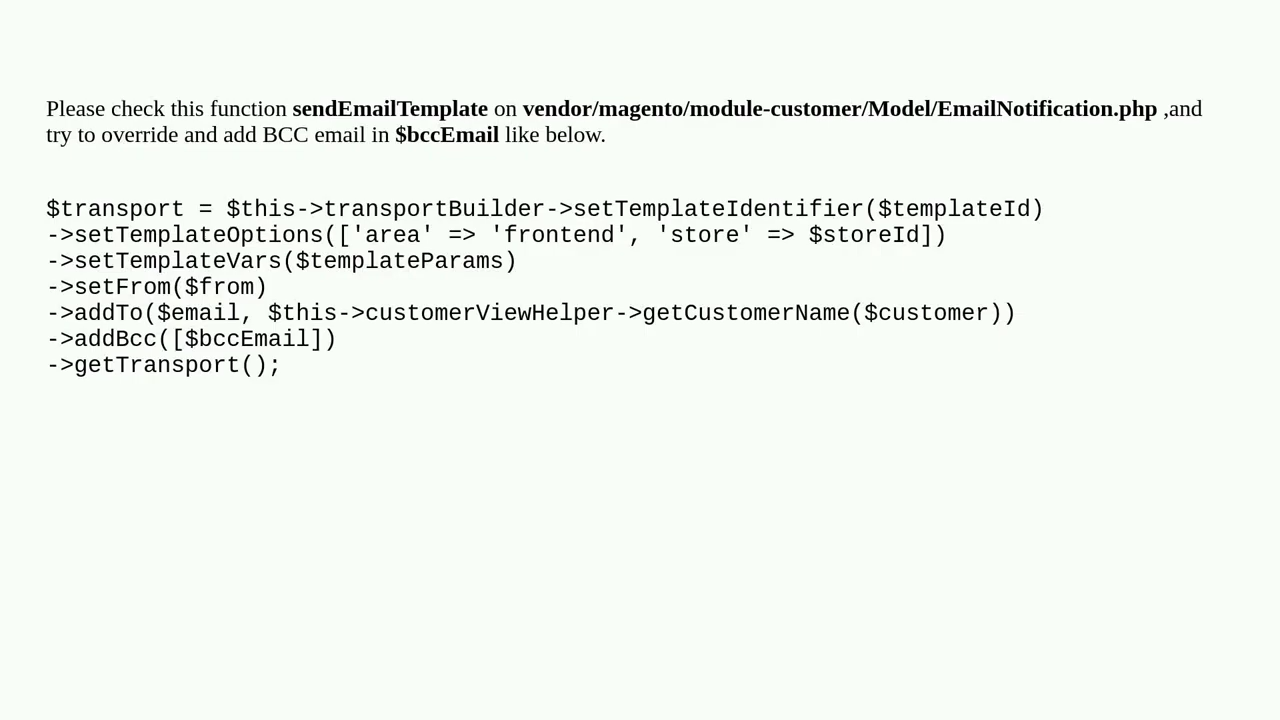 Please check this function sendEmailTemplate on vendor/magento/module-customer/Model/EmailNotification.php ,and
try to override and add BCC email in $bccEmail like below.
$transport = $this->transportBuilder->setTemplateIdentifier($templateId)
->setTemplateOptions(['area' => 'frontend', 'store' => $storeId])
->setTemplateVars($templateParams)
->setFrom($from)
->addTo($email, $this->customerViewHelper->getCustomerName($customer))
->addBcc([$bccEmail])
->getTransport();